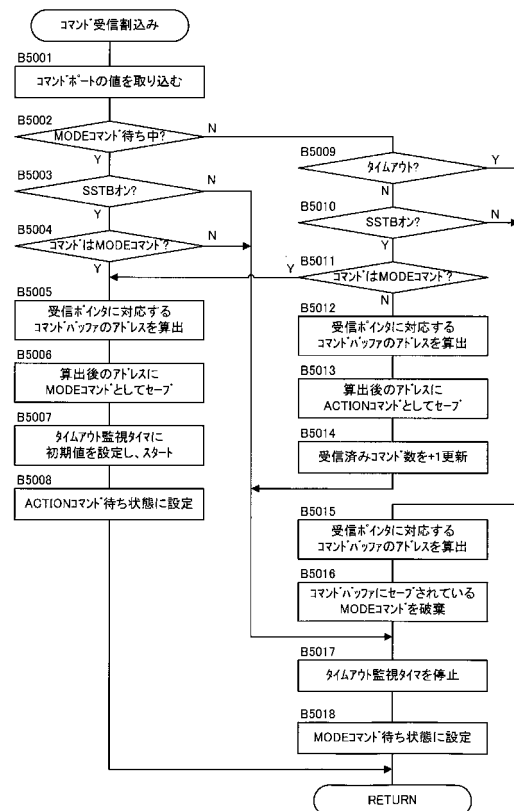 コマンド受信割込み
B5001
コマンドポートの値を取り込む
B5002
MODEコマンド待ち中?
N
Y
B5003
SSTBオン?
N
Y
B5004
コマンドはMODEコマンド?
N
Y
B5005
受信ポインタに対応する
コマンドバッファのアドレスを算出
B5006
算出後のアドレスに
MODEコマンドとしてセーブ
B5007
タイムアウト監視タイマに
初期値を設定し、スタート
B5008
ACTIONコマンド待ち状態に設定
B5009
タイムアウト?
Y
N
B5010
SSTBオン?
N
Y
B5011
コマンドはMODEコマンド?
Y
N
B5012
受信ポインタに対応する
コマンドバッファのアドレスを算出
B5013
算出後のアドレスに
ACTIONコマンドとしてセーブ
B5014
受信済みコマンド数を+1更新
B5015
受信ポインタに対応する
コマンドバッファのアドレスを算出
B5016
コマンドバッファにセーブされている
MODEコマンドを破棄
B5017
タイムアウト監視タイマを停止
B5018
MODEコマンド待ち状態に設定
RETURN